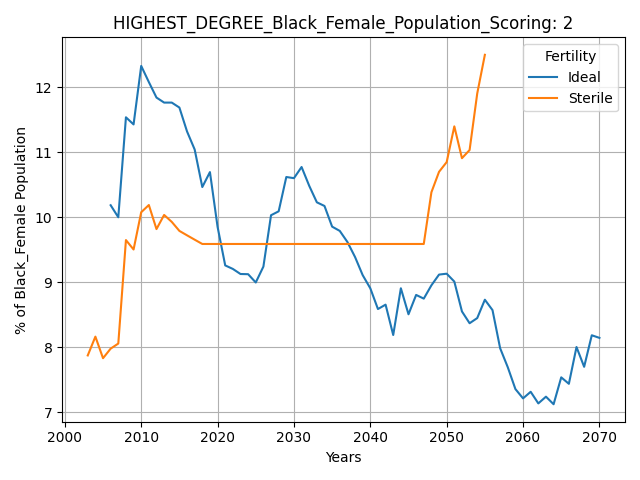 HIGHEST_DEGREE_Black_Female_Population_Scoring: 2
Fertility
Ideal
Sterile
% of Black_Female Population
12
11
10
9
8
7
2000 2010 2020 2030 2040 2050 2060 2070
Years